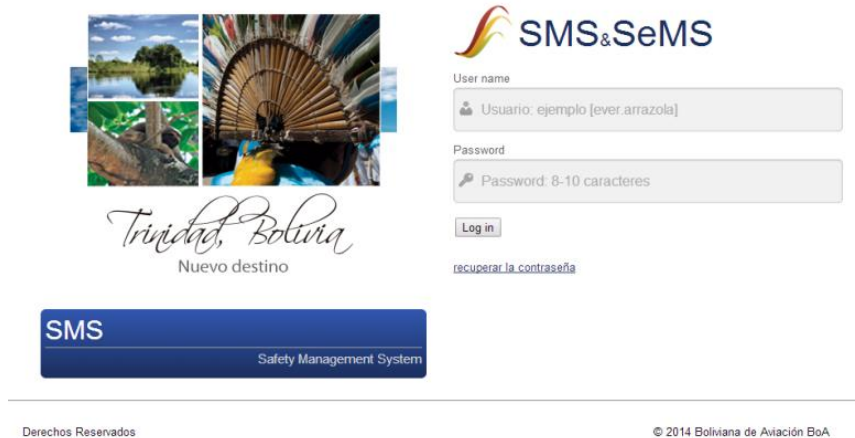 Trinidad, Bolivia
Nuevo destino
SMS
Safety Management System
SMS&SeMS
User name
Usuario: ejemplo [ever.arrazola]
Password
Password: 8-10 caracteres
Log in
recuperar la contraseña
Derechos Reservados
© 2014 Boliviana de Aviación BoA